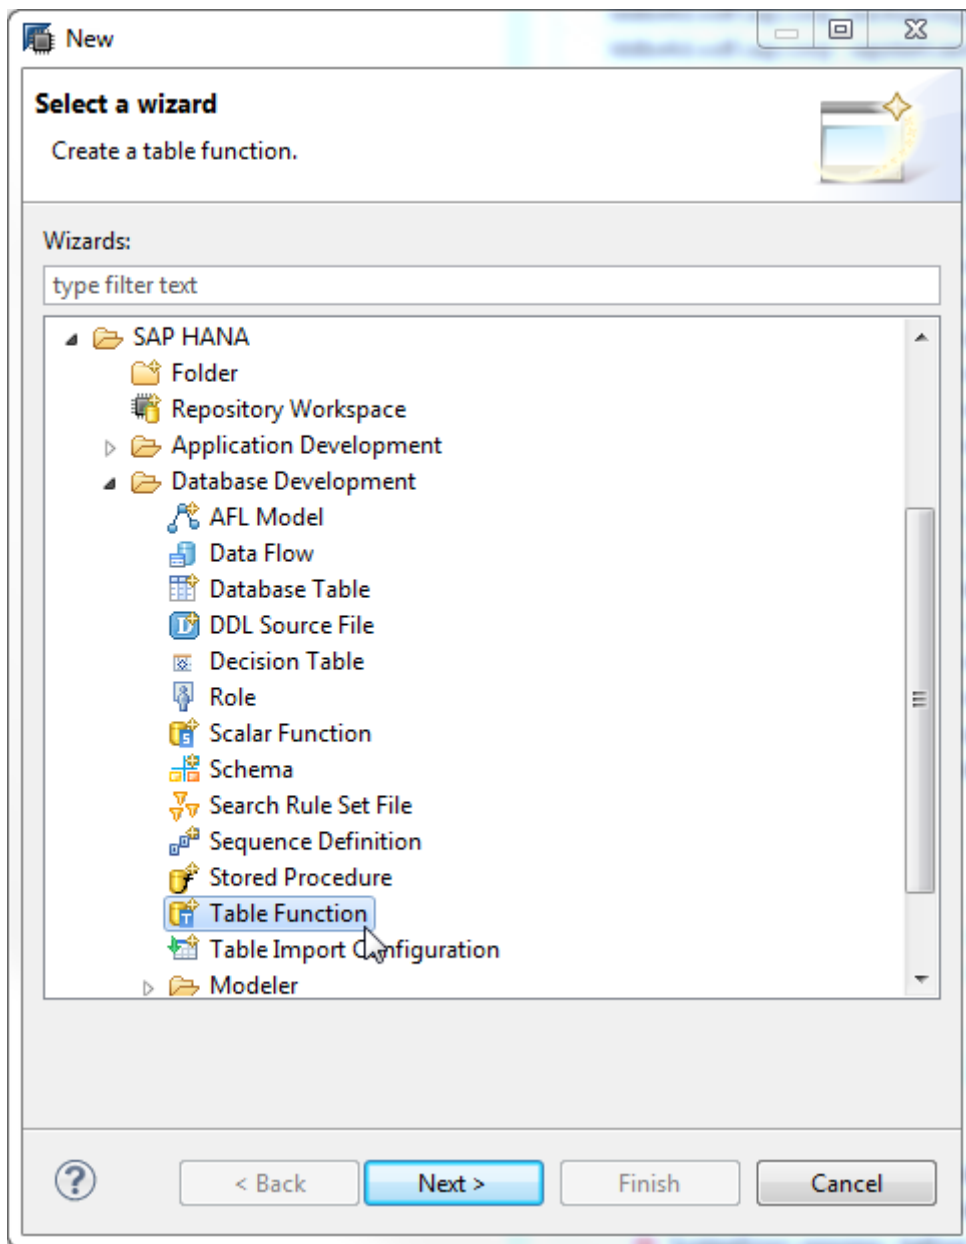 New
Select a wizard
Create a table function.
Wizards:
type filter text
SAP HANA
Folder
Repository Workspace
Application Development
Database Development
AFL Model
Data Flow
Database Table
DDL Source File
Decision Table
Role
Scalar Function
Schema
Search Rule Set File
Sequence Definition
Stored Procedure
Table Function
Table Import Configuration
Modeler
? < Back Next > Finish Cancel